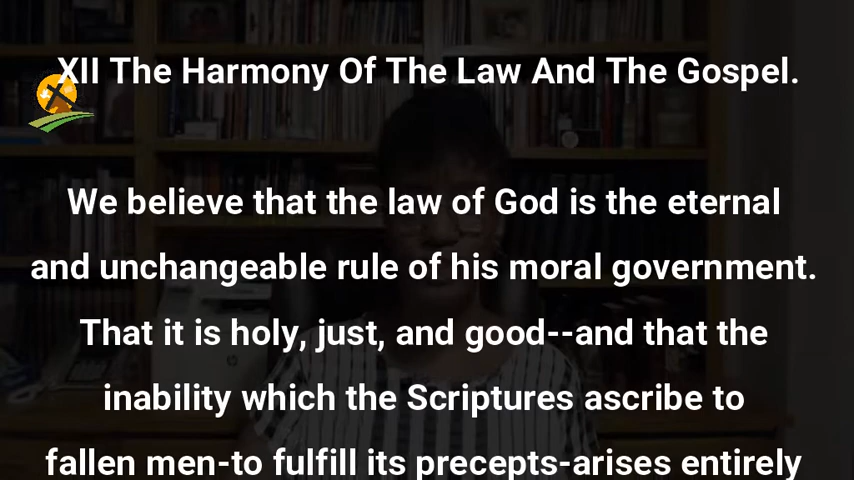 XII The Harmony Of The Law And The Gospel.
We believe that the law of God is the eternal
and unchangeable rule of his moral government.
That it is holy, just, and good--and that the
inability which the Scriptures ascribe to
fallen men-to fulfill its precepts-arises entirely